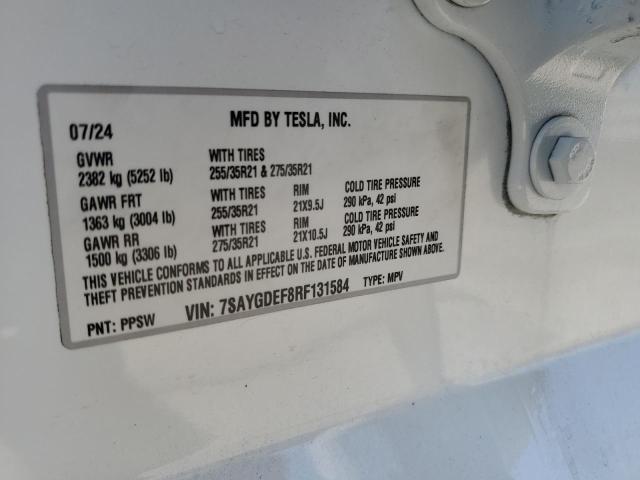 07/24 MFD BY TESLA, INC.
GVWR WITH TIRES
2382 kg (5252 lb) 255/35R21 & 275/35R21
GAWR FRT WITH TIRES RIM COLD TIRE PRESSURE
1363 kg (3004 lb) 255/35R21 21X9.5J 290 kPa, 42 psi
GAWR RR WITH TIRES RIM COLD TIRE PRESSURE
1500 kg (3306 lb) 275/35R21 21X10.5J 290 kPa, 42 psi
THIS VEHICLE CONFORMS TO ALL APPLICABLE U.S. FEDERAL MOTOR VEHICLE SAFETY AND
THEFT PREVENTION STANDARDS IN EFFECT ON THE DATE OF MANUFACTURE SHOWN ABOVE.
PNT: PPSW VIN: 7SAYGDEF8RF131584 TYPE: MPV